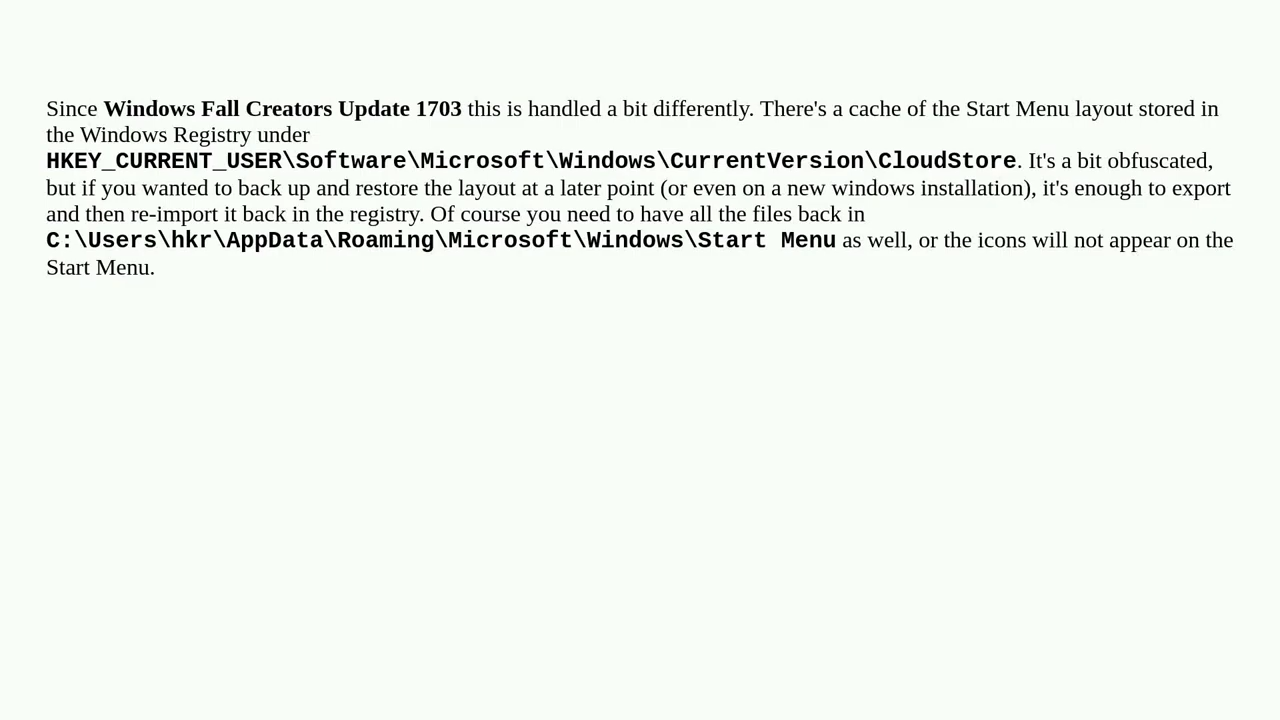 Since Windows Fall Creators Update 1703 this is handled a bit differently. There's a cache of the Start Menu layout stored in
the Windows Registry under
HKEY_CURRENT_USER\Software\Microsoft\Windows\CurrentVersion\CloudStore. It's a bit obfuscated,
but if you wanted to back up and restore the layout at a later point (or even on a new windows installation), it's enough to export
and then re-import it back in the registry. Of course you need to have all the files back in
C:\Users\hkr\AppData\Roaming\Microsoft\Windows\Start Menu as well, or the icons will not appear on the
Start Menu.